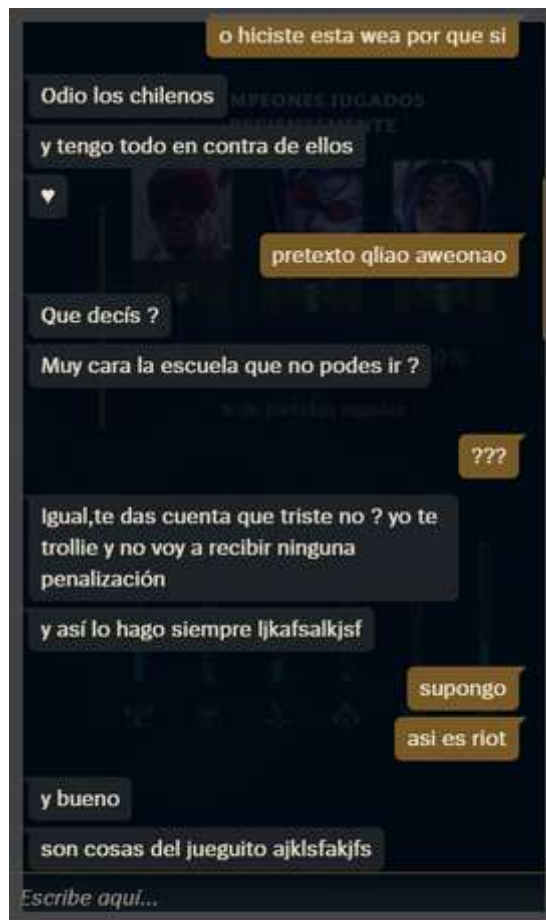 o hiciste esta wea por que si
Odio los chilenos
MPEONES JUGADOS
y tengo todo en contra de ellos
♥
pretexto qliao aweonao
Que decís ?
Muy cara la escuela que no podes ir ?
???
Igual,te das cuenta que triste no ? yo te
trollie y no voy a recibir ninguna
penalización
y así lo hago siempre ljkafsalkjsf
supongo
asi es riot
y bueno
son cosas del jueguito ajklsfakjfs
Escribe aquí...